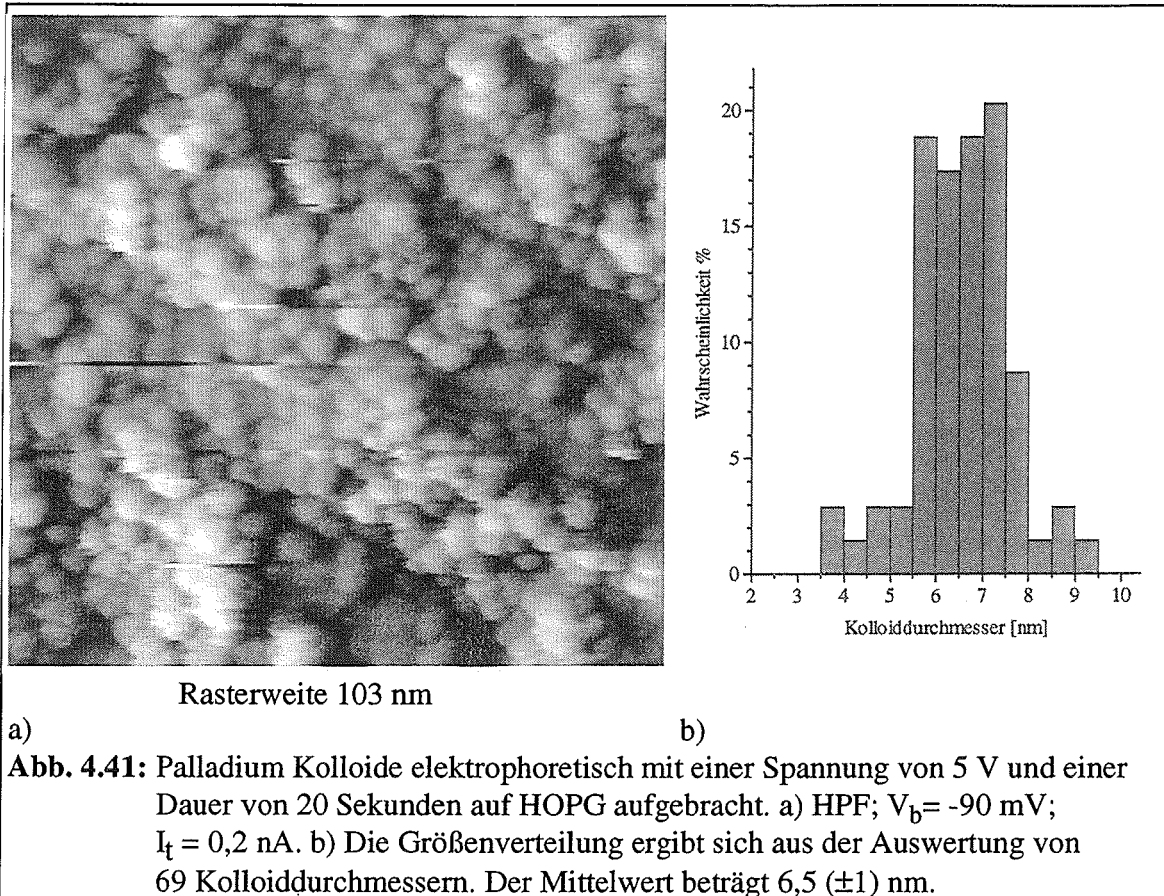 20
15
10
5
0
Wahrscheinlichkeit %
2 3 4 5 6 7 8 9 10
Kolloiddurchmesser [nm]
Rasterweite 103 nm
a) b)
Abb. 4.41: Palladium Kolloide elektrophoretisch mit einer Spannung von 5 V und einer
Dauer von 20 Sekunden auf HOPG aufgebracht. a) HPF; V_b= -90 mV;
I_t = 0,2 nA. b) Die Größenverteilung ergibt sich aus der Auswertung von
69 Kolloiddurchmessern. Der Mittelwert beträgt 6,5 (±1) nm.